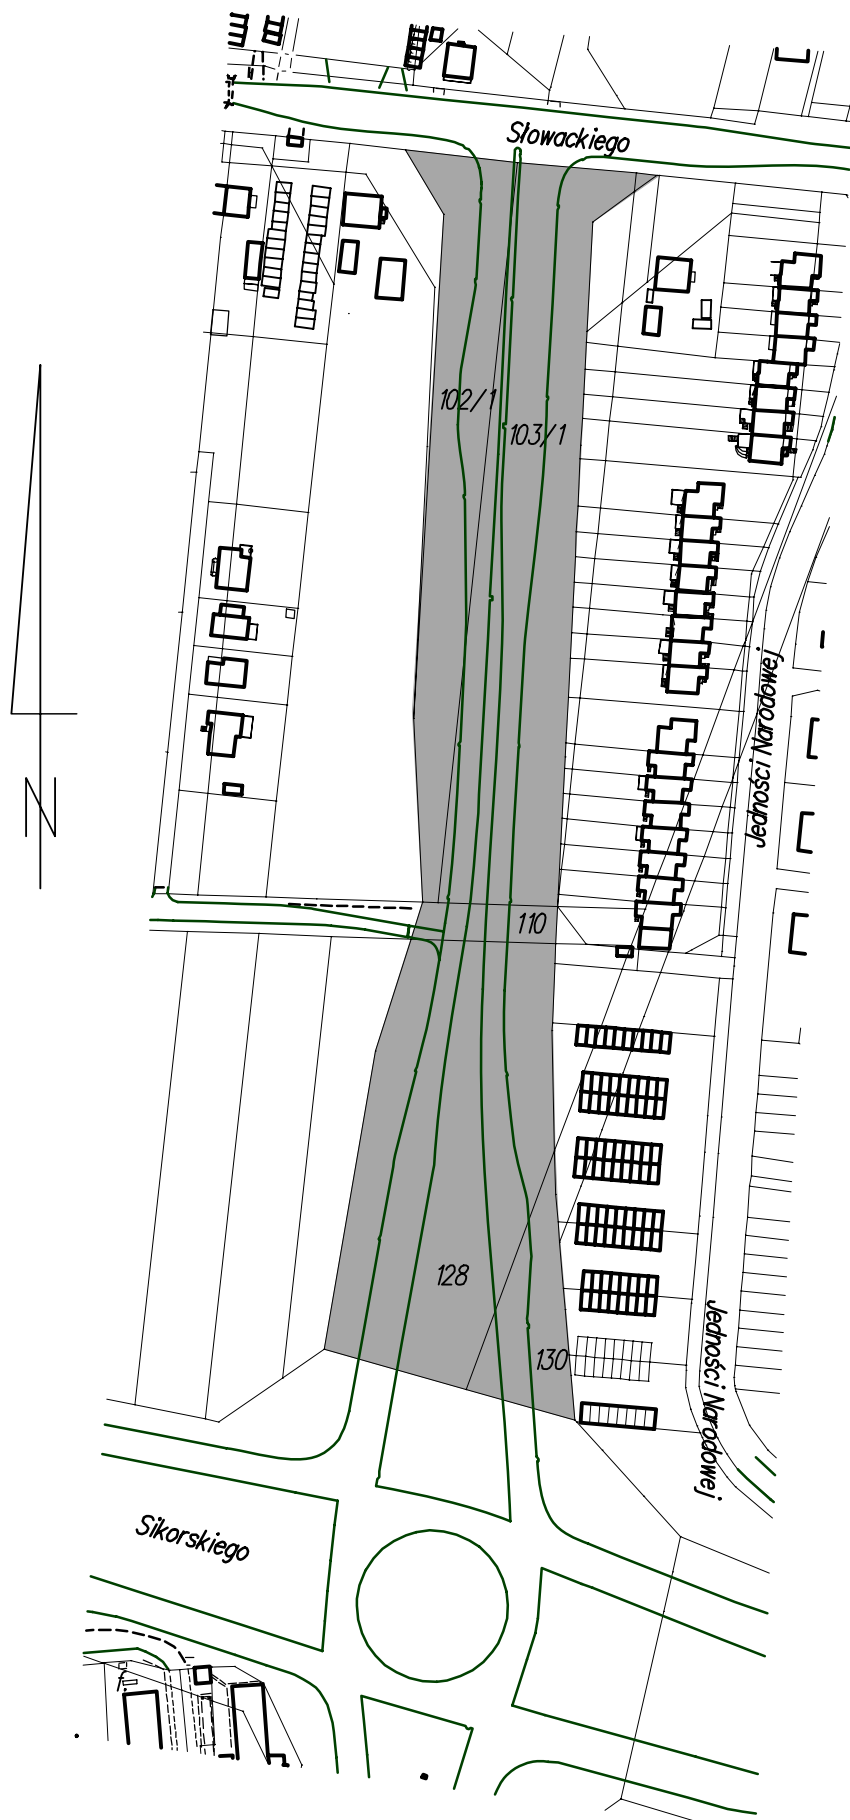 Słowackiego
102/1
103/1
Jedności Narodowej
110
128
130
Jedności Narodowej
Sikorskiego
N